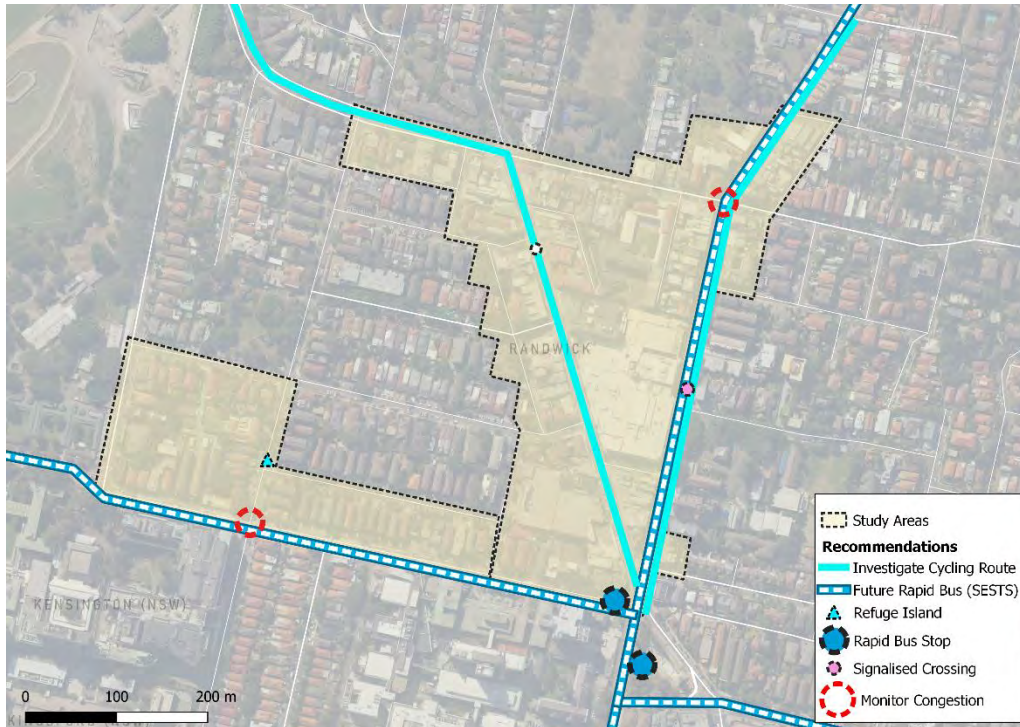 RANDWICK
KENSINGTON (NSW)
0 100 200 m
Study Areas
Recommendations
Investigate Cycling Route
Future Rapid Bus (SESTS)
Refuge Island
Rapid Bus Stop
Signalised Crossing
Monitor Congestion